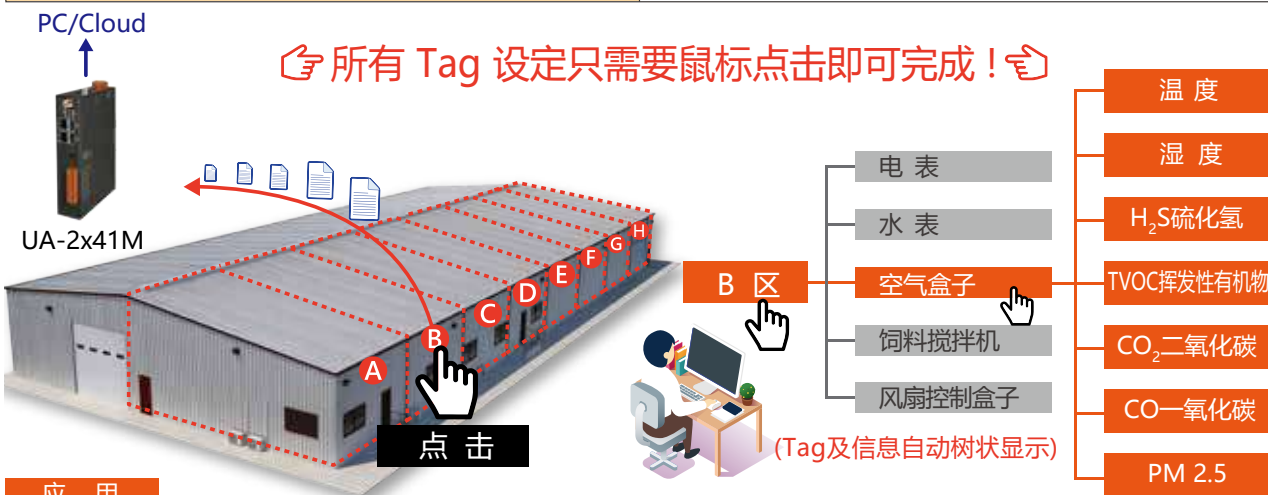 PC/Cloud
所有 Tag 设定只需要鼠标点击即可完成！
UA-2x41M
A
B
C
D
E
F
G
H
点 击
B 区
电 表
水 表
空气盒子
饲料搅拌机
风扇控制盒子
(Tag及信息自动树状显示)
温 度
湿 度
H₂S硫化氢
TVOC挥发性有机物
CO₂二氧化碳
CO一氧化碳
PM 2.5
应 用